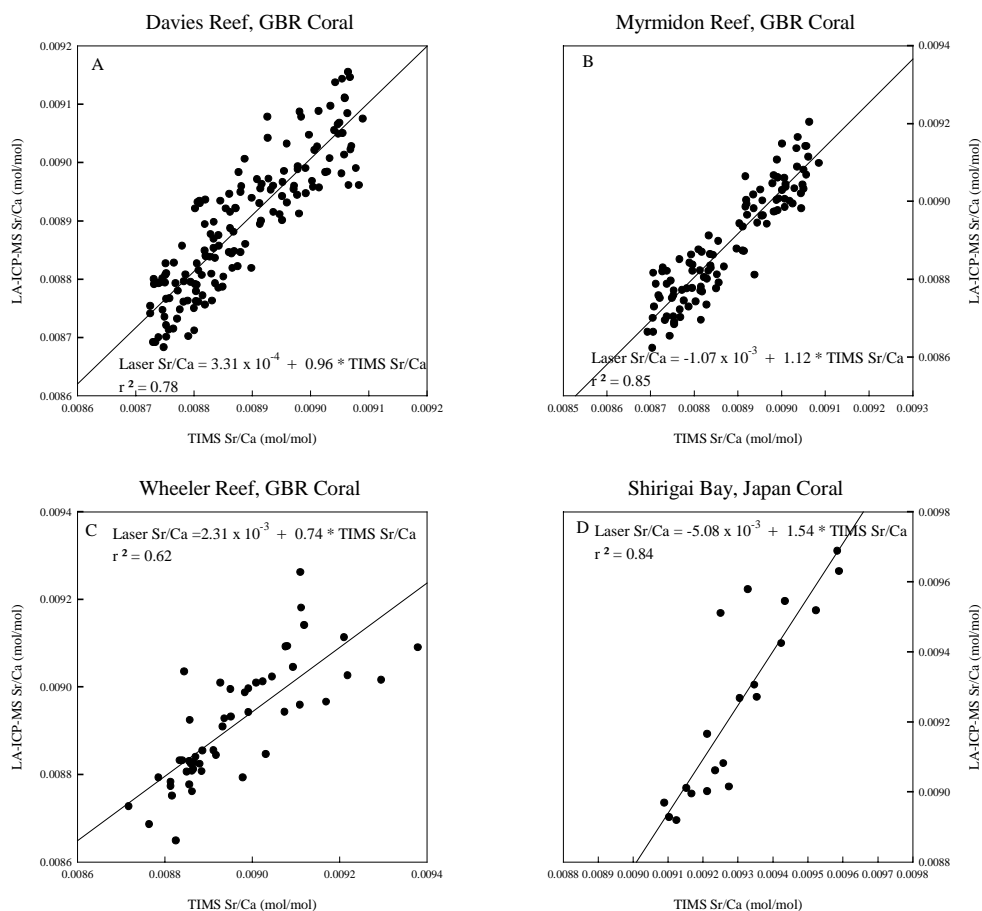 Davies Reef, GBR Coral
A
0.0092
0.0091
0.0090
0.0089
0.0088
0.0087
0.0086
LA-ICP-MS Sr/Ca (mol/mol)
Laser Sr/Ca = 3.31 x 10-4 + 0.96 * TIMS Sr/Ca
r 2 = 0.78
0.0086 0.0087 0.0088 0.0089 0.0090 0.0091 0.0092
TIMS Sr/Ca (mol/mol)
Myrmidon Reef, GBR Coral
B
0.0094
0.0092
0.0090
0.0088
0.0086
LA-ICP-MS Sr/Ca (mol/mol)
Laser Sr/Ca = -1.07 x 10-3 + 1.12 * TIMS Sr/Ca
r 2 = 0.85
0.0085 0.0086 0.0087 0.0088 0.0089 0.0090 0.0091 0.0092 0.0093
TIMS Sr/Ca (mol/mol)
Wheeler Reef, GBR Coral
C
Laser Sr/Ca =2.31 x 10-3 + 0.74 * TIMS Sr/Ca
r 2 = 0.62
0.0094
0.0092
0.0090
0.0088
0.0086
LA-ICP-MS Sr/Ca (mol/mol)
0.0086 0.0088 0.0090 0.0092 0.0094
TIMS Sr/Ca (mol/mol)
Shirigai Bay, Japan Coral
D
Laser Sr/Ca = -5.08 x 10-3 + 1.54 * TIMS Sr/Ca
r 2 = 0.84
0.0098
0.0096
0.0094
0.0092
0.0090
0.0088
LA-ICP-MS Sr/Ca (mol/mol)
0.0088 0.0089 0.0090 0.0091 0.0092 0.0093 0.0094 0.0095 0.0096 0.0097 0.0098
TIMS Sr/Ca (mol/mol)